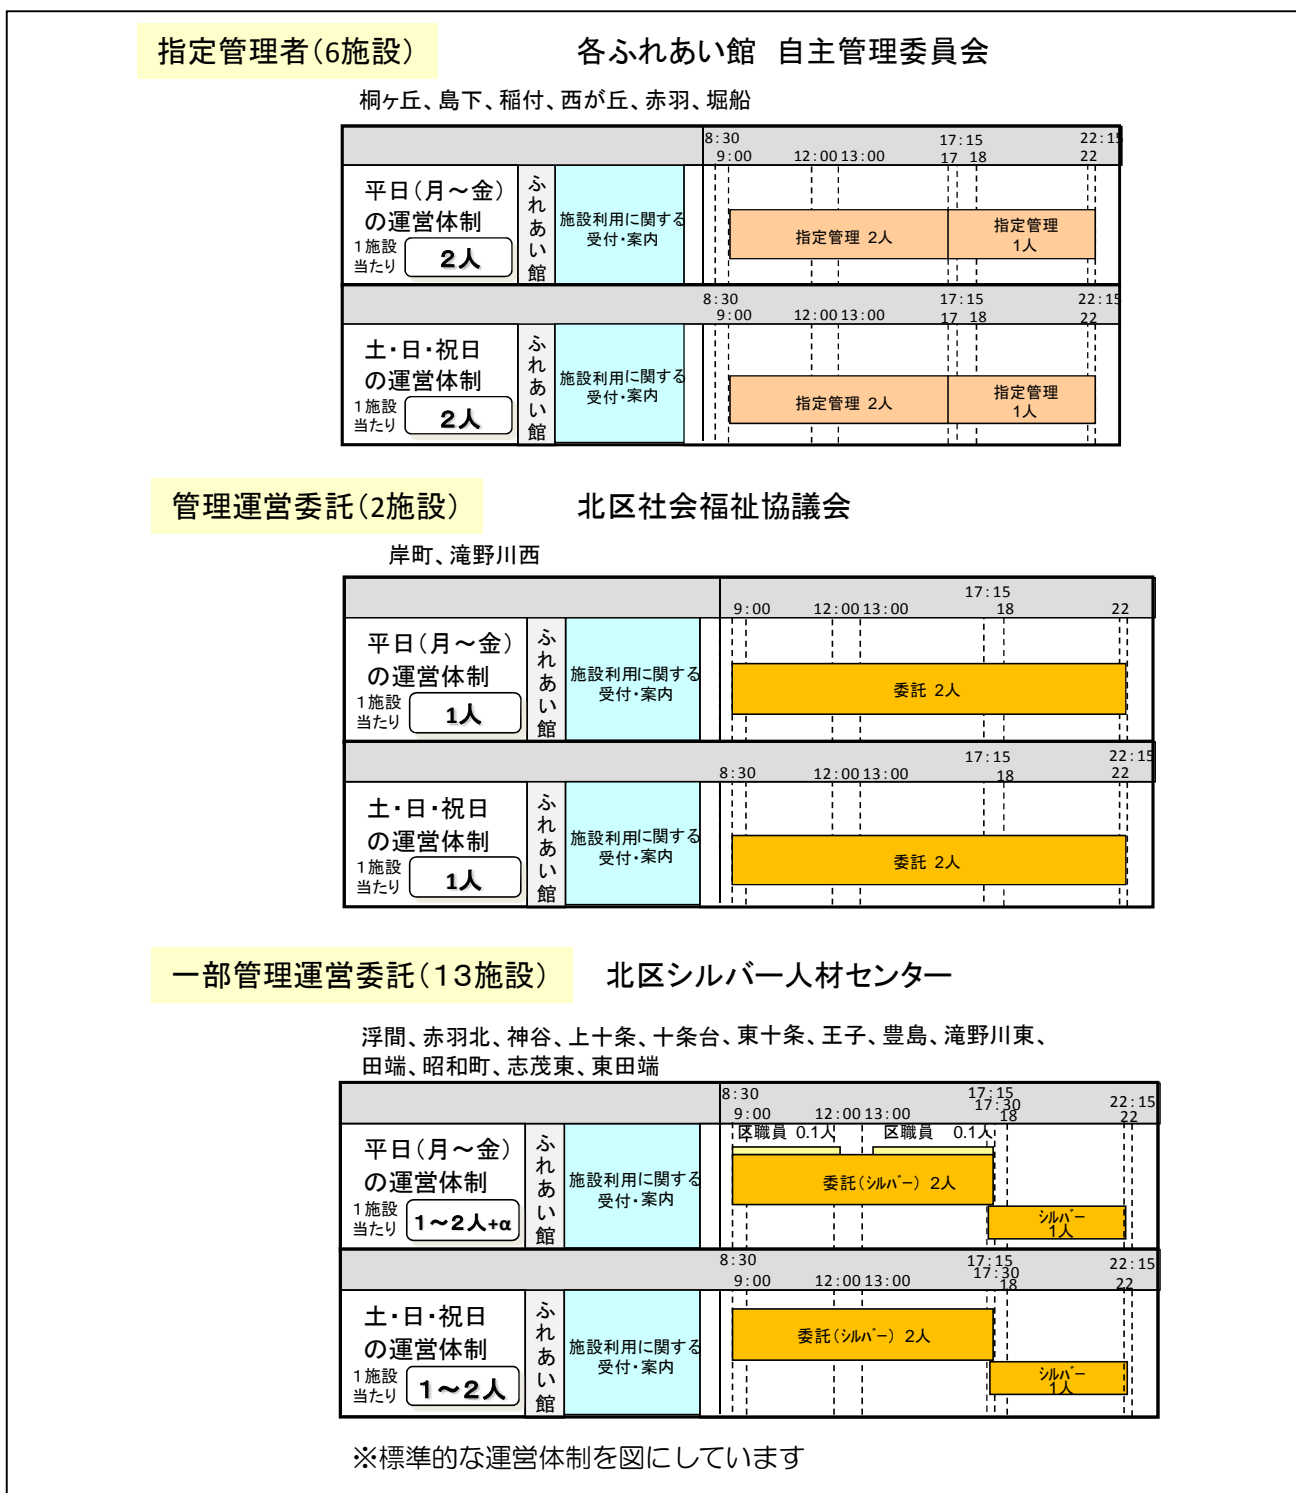 指定管理者(6施設)　各ふれあい館 自主管理委員会
桐ヶ丘、島下、稲付、西が丘、赤羽、堀船
8:30 17:15 22:15
9:00 12:00 13:00 17 18 22
平日(月～金)
の運営体制
1施設
当たり 2人
ふれあい館
施設利用に関する
受付・案内
指定管理 2人
指定管理
1人
8:30 17:15 22:15
9:00 12:00 13:00 17 18 22
土・日・祝日
の運営体制
1施設
当たり 2人
ふれあい館
施設利用に関する
受付・案内
指定管理 2人
指定管理
1人
管理運営委託(2施設)　北区社会福祉協議会
岸町、滝野川西
17:15
9:00 12:00 13:00 18 22
平日(月～金)
の運営体制
1施設
当たり 1人
ふれあい館
施設利用に関する
受付・案内
委託 2人
17:15 22:15
8:30 12:00 13:00 18 22
土・日・祝日
の運営体制
1施設
当たり 1人
ふれあい館
施設利用に関する
受付・案内
委託 2人
一部管理運営委託(13施設)　北区シルバー人材センター
浮間、赤羽北、神谷、上十条、十条台、東十条、王子、豊島、滝野川東、
田端、昭和町、志茂東、東田端
8:30 17:15 22:15
17:30
9:00 12:00 13:00 18 22
区職員 0.1人 区職員 0.1人
平日(月～金)
の運営体制
1施設
当たり 1～2人+α
ふれあい館
施設利用に関する
受付・案内
委託(ｼﾙﾊﾞｰ) 2人
ｼﾙﾊﾞｰ
1人
8:30 17:15 22:15
17:30
9:00 12:00 13:00 18 22
土・日・祝日
の運営体制
1施設
当たり 1～2人
ふれあい館
施設利用に関する
受付・案内
委託(ｼﾙﾊﾞｰ) 2人
ｼﾙﾊﾞｰ
1人
※標準的な運営体制を図にしています